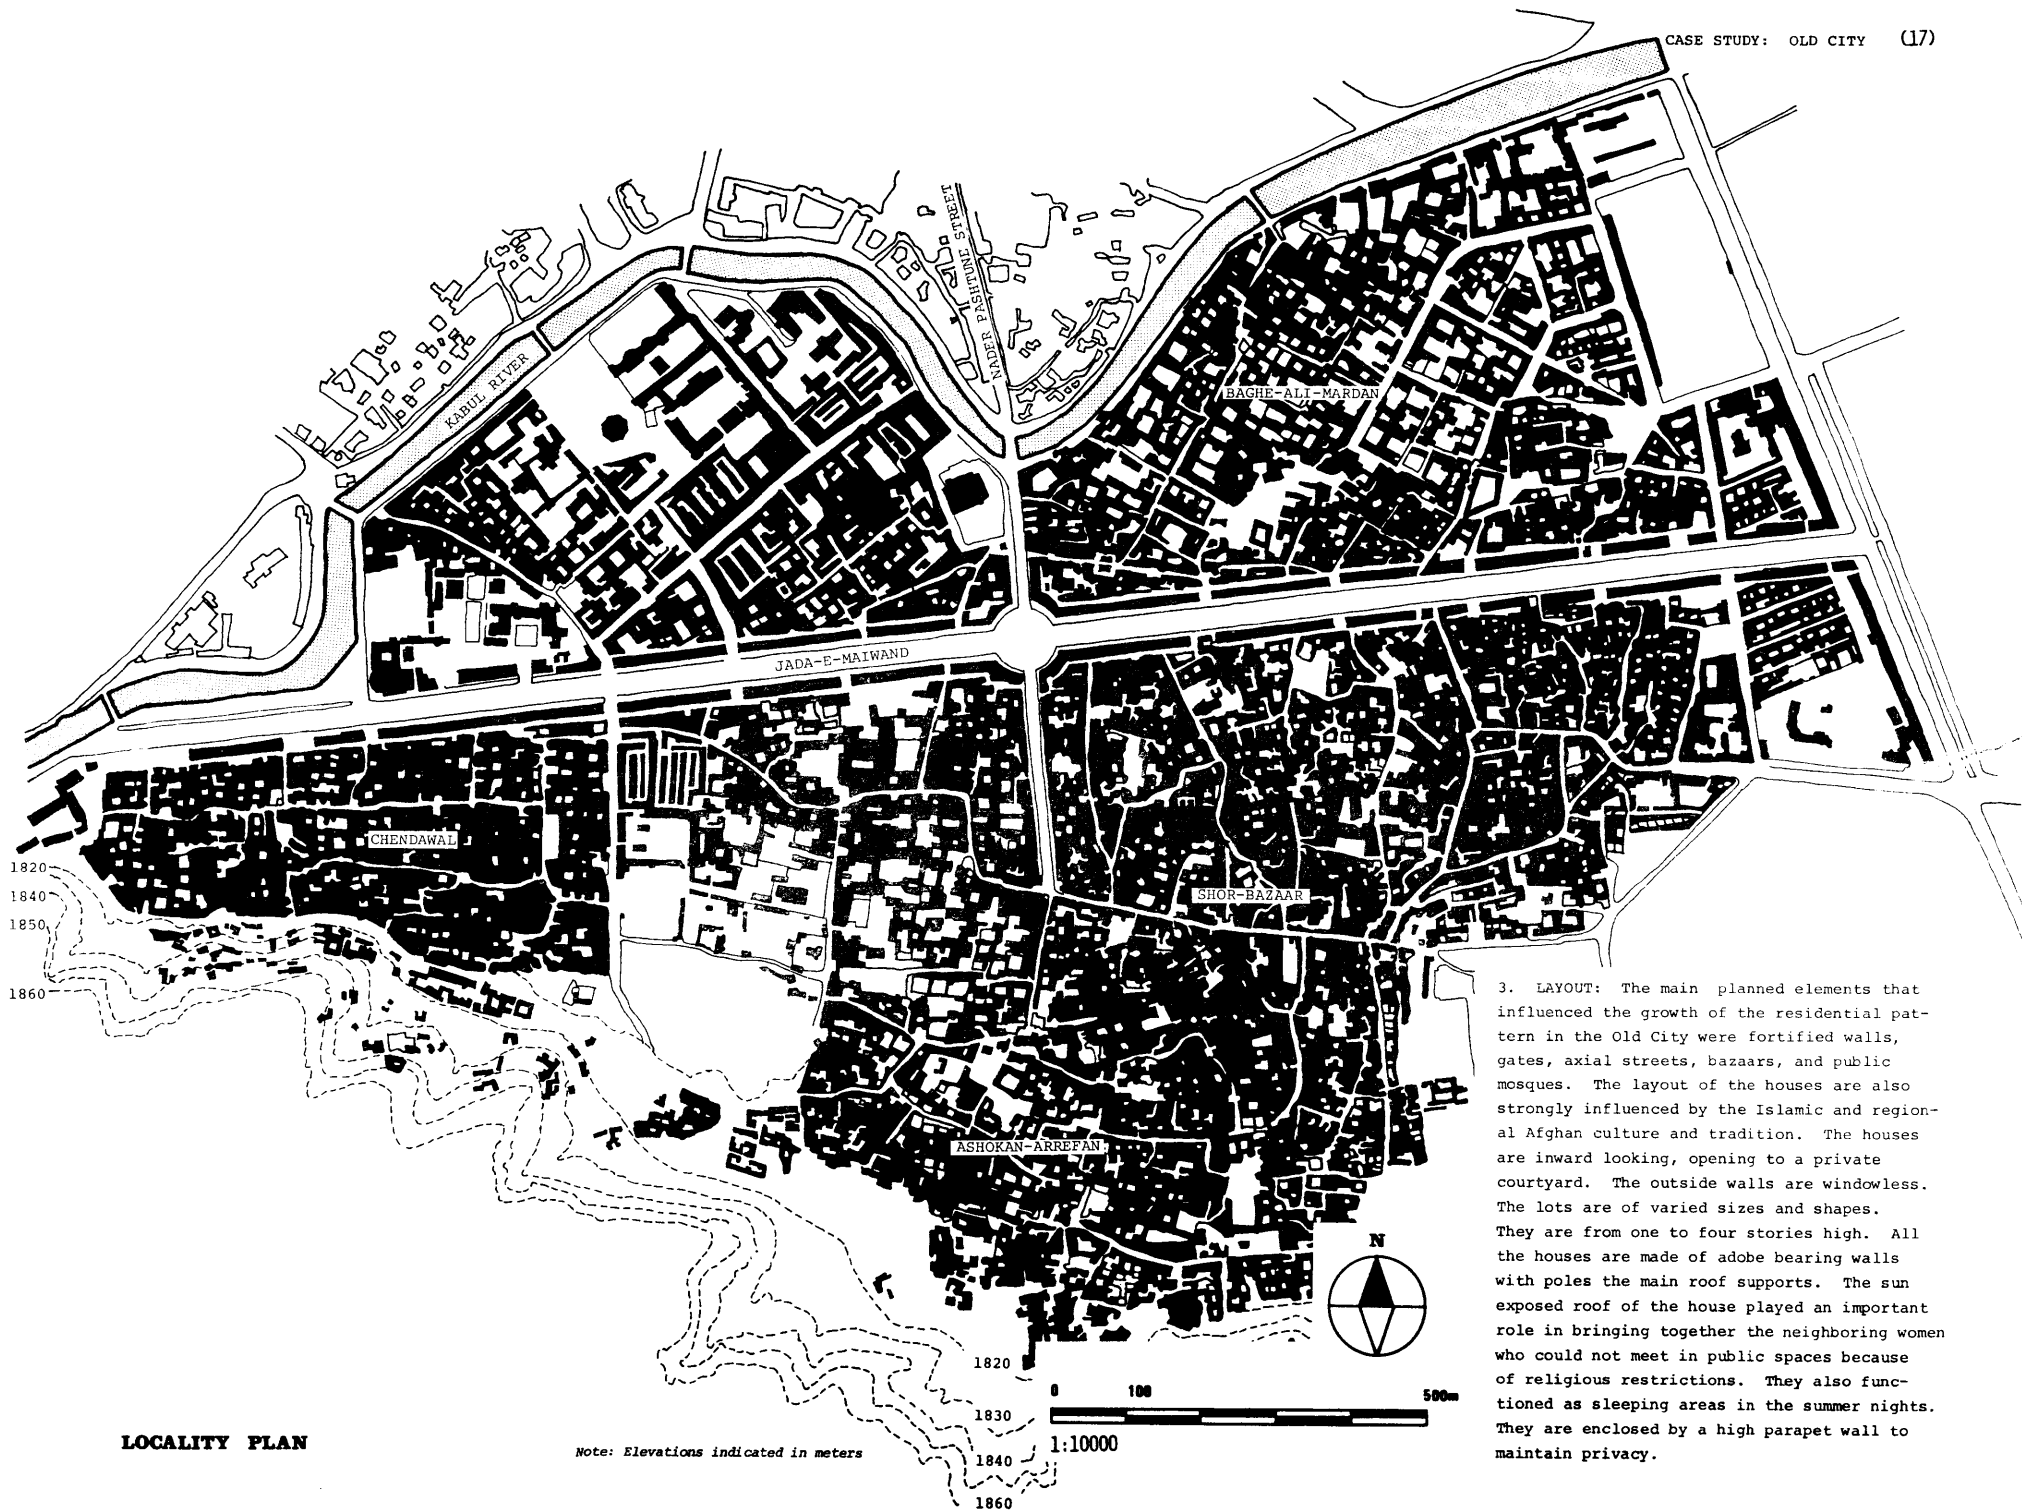 CASE STUDY: OLD CITY (17)
NADER PASHTUNE STREET
KABUL RIVER
BAGHE-ALI-MARDAN
JADA-E-MAIWAND
CHENDAWAL
1820
1840
1850
1860
SHOR-BAZAAR
ASHOKAN-ARREFAN
3. LAYOUT: The main planned elements that
influenced the growth of the residential pat-
tern in the Old City were fortified walls,
gates, axial streets, bazaars, and public
mosques. The layout of the houses are also
strongly influenced by the Islamic and region-
al Afghan culture and tradition. The houses
are inward looking, opening to a private
courtyard. The outside walls are windowless.
The lots are of varied sizes and shapes.
They are from one to four stories high. All
the houses are made of adobe bearing walls
with poles the main roof supports. The sun
exposed roof of the house played an important
role in bringing together the neighboring women
who could not meet in public spaces because
of religious restrictions. They also func-
tioned as sleeping areas in the summer nights.
They are enclosed by a high parapet wall to
maintain privacy.
N
1820
1830
1840
1860
0 100 500m
1:10000
LOCALITY PLAN
Note: Elevations indicated in meters